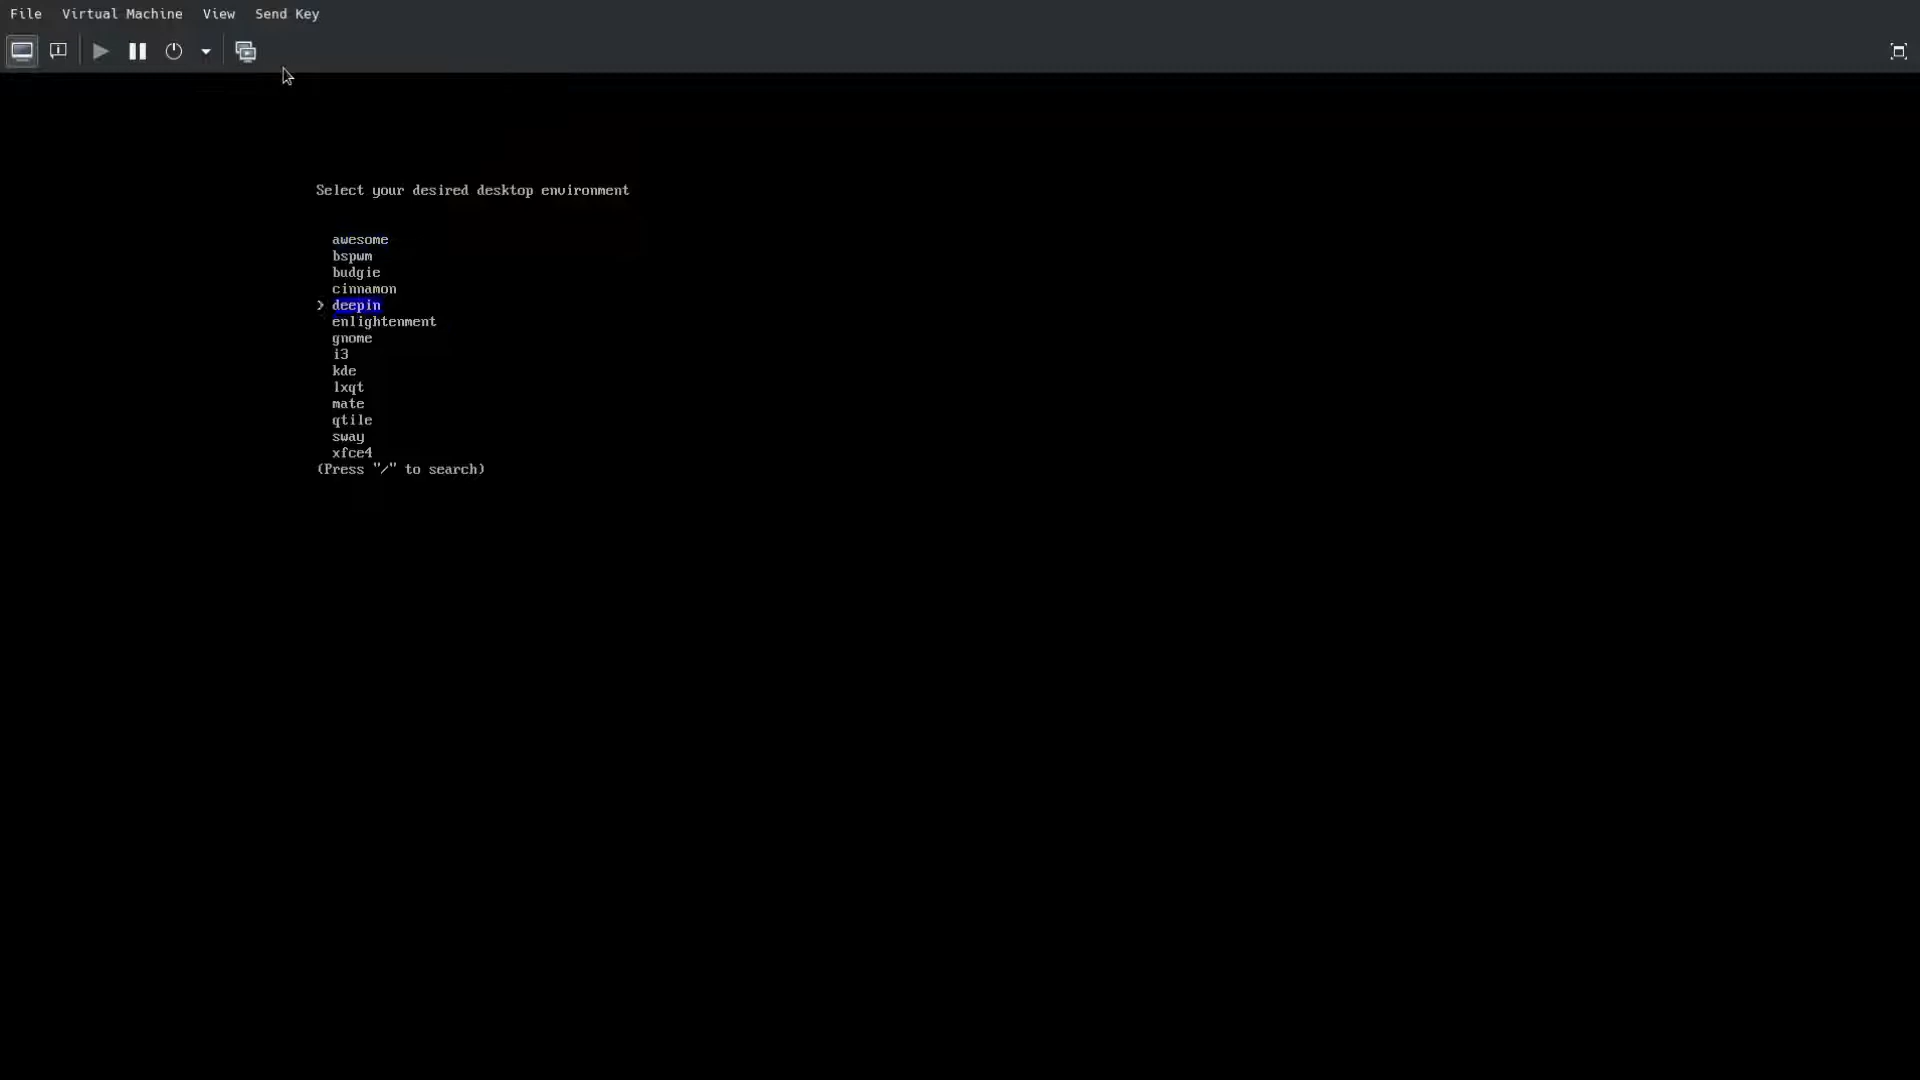 File Virtual Machine View Send Key
Select your desired desktop environment
awesome
bspwm
budgie
cinnamon
> deepin
enlightenment
gnome
i3
kde
lxqt
mate
qtile
sway
xfce4
(Press "/" to search)